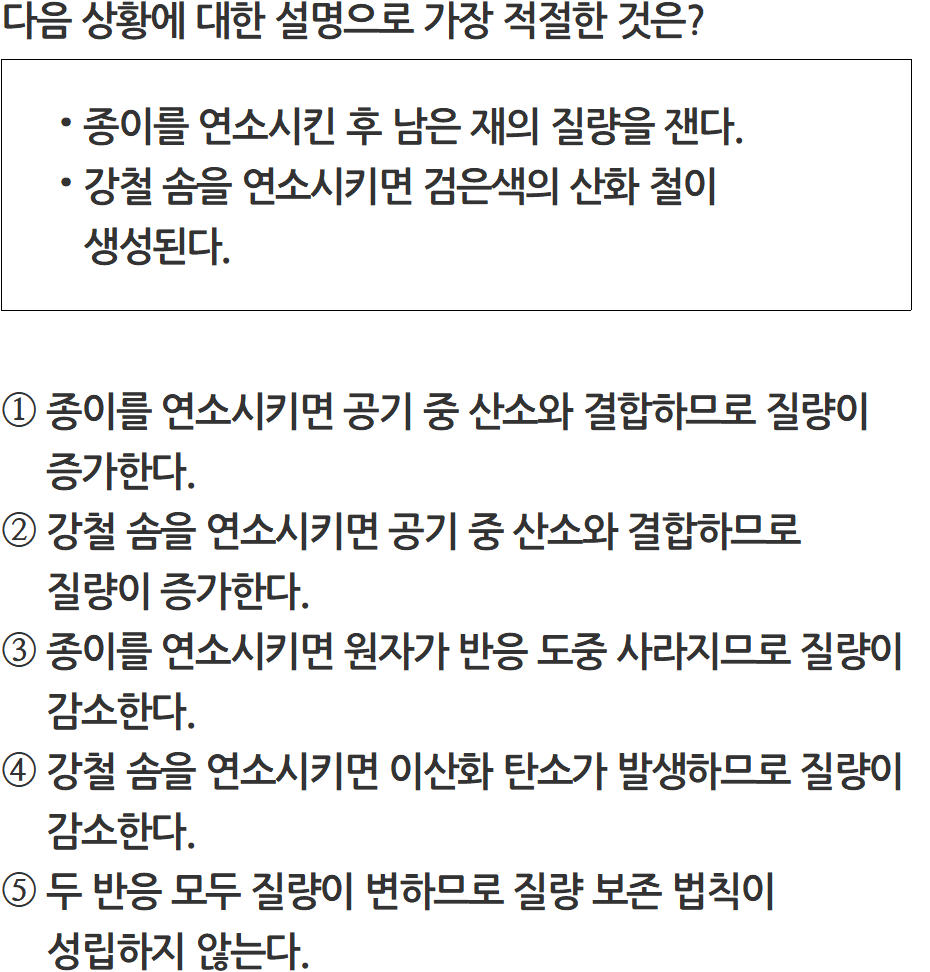 다음 상황에 대한 설명으로 가장 적절한 것은?
• 종이를 연소시킨 후 남은 재의 질량을 잰다.
• 강철 솜을 연소시키면 검은색의 산화 철이
생성된다.
① 종이를 연소시키면 공기 중 산소와 결합하므로 질량이
증가한다.
② 강철 솜을 연소시키면 공기 중 산소와 결합하므로
질량이 증가한다.
③ 종이를 연소시키면 원자가 반응 도중 사라지므로 질량이
감소한다.
④ 강철 솜을 연소시키면 이산화 탄소가 발생하므로 질량이
감소한다.
⑤ 두 반응 모두 질량이 변하므로 질량 보존 법칙이
성립하지 않는다.